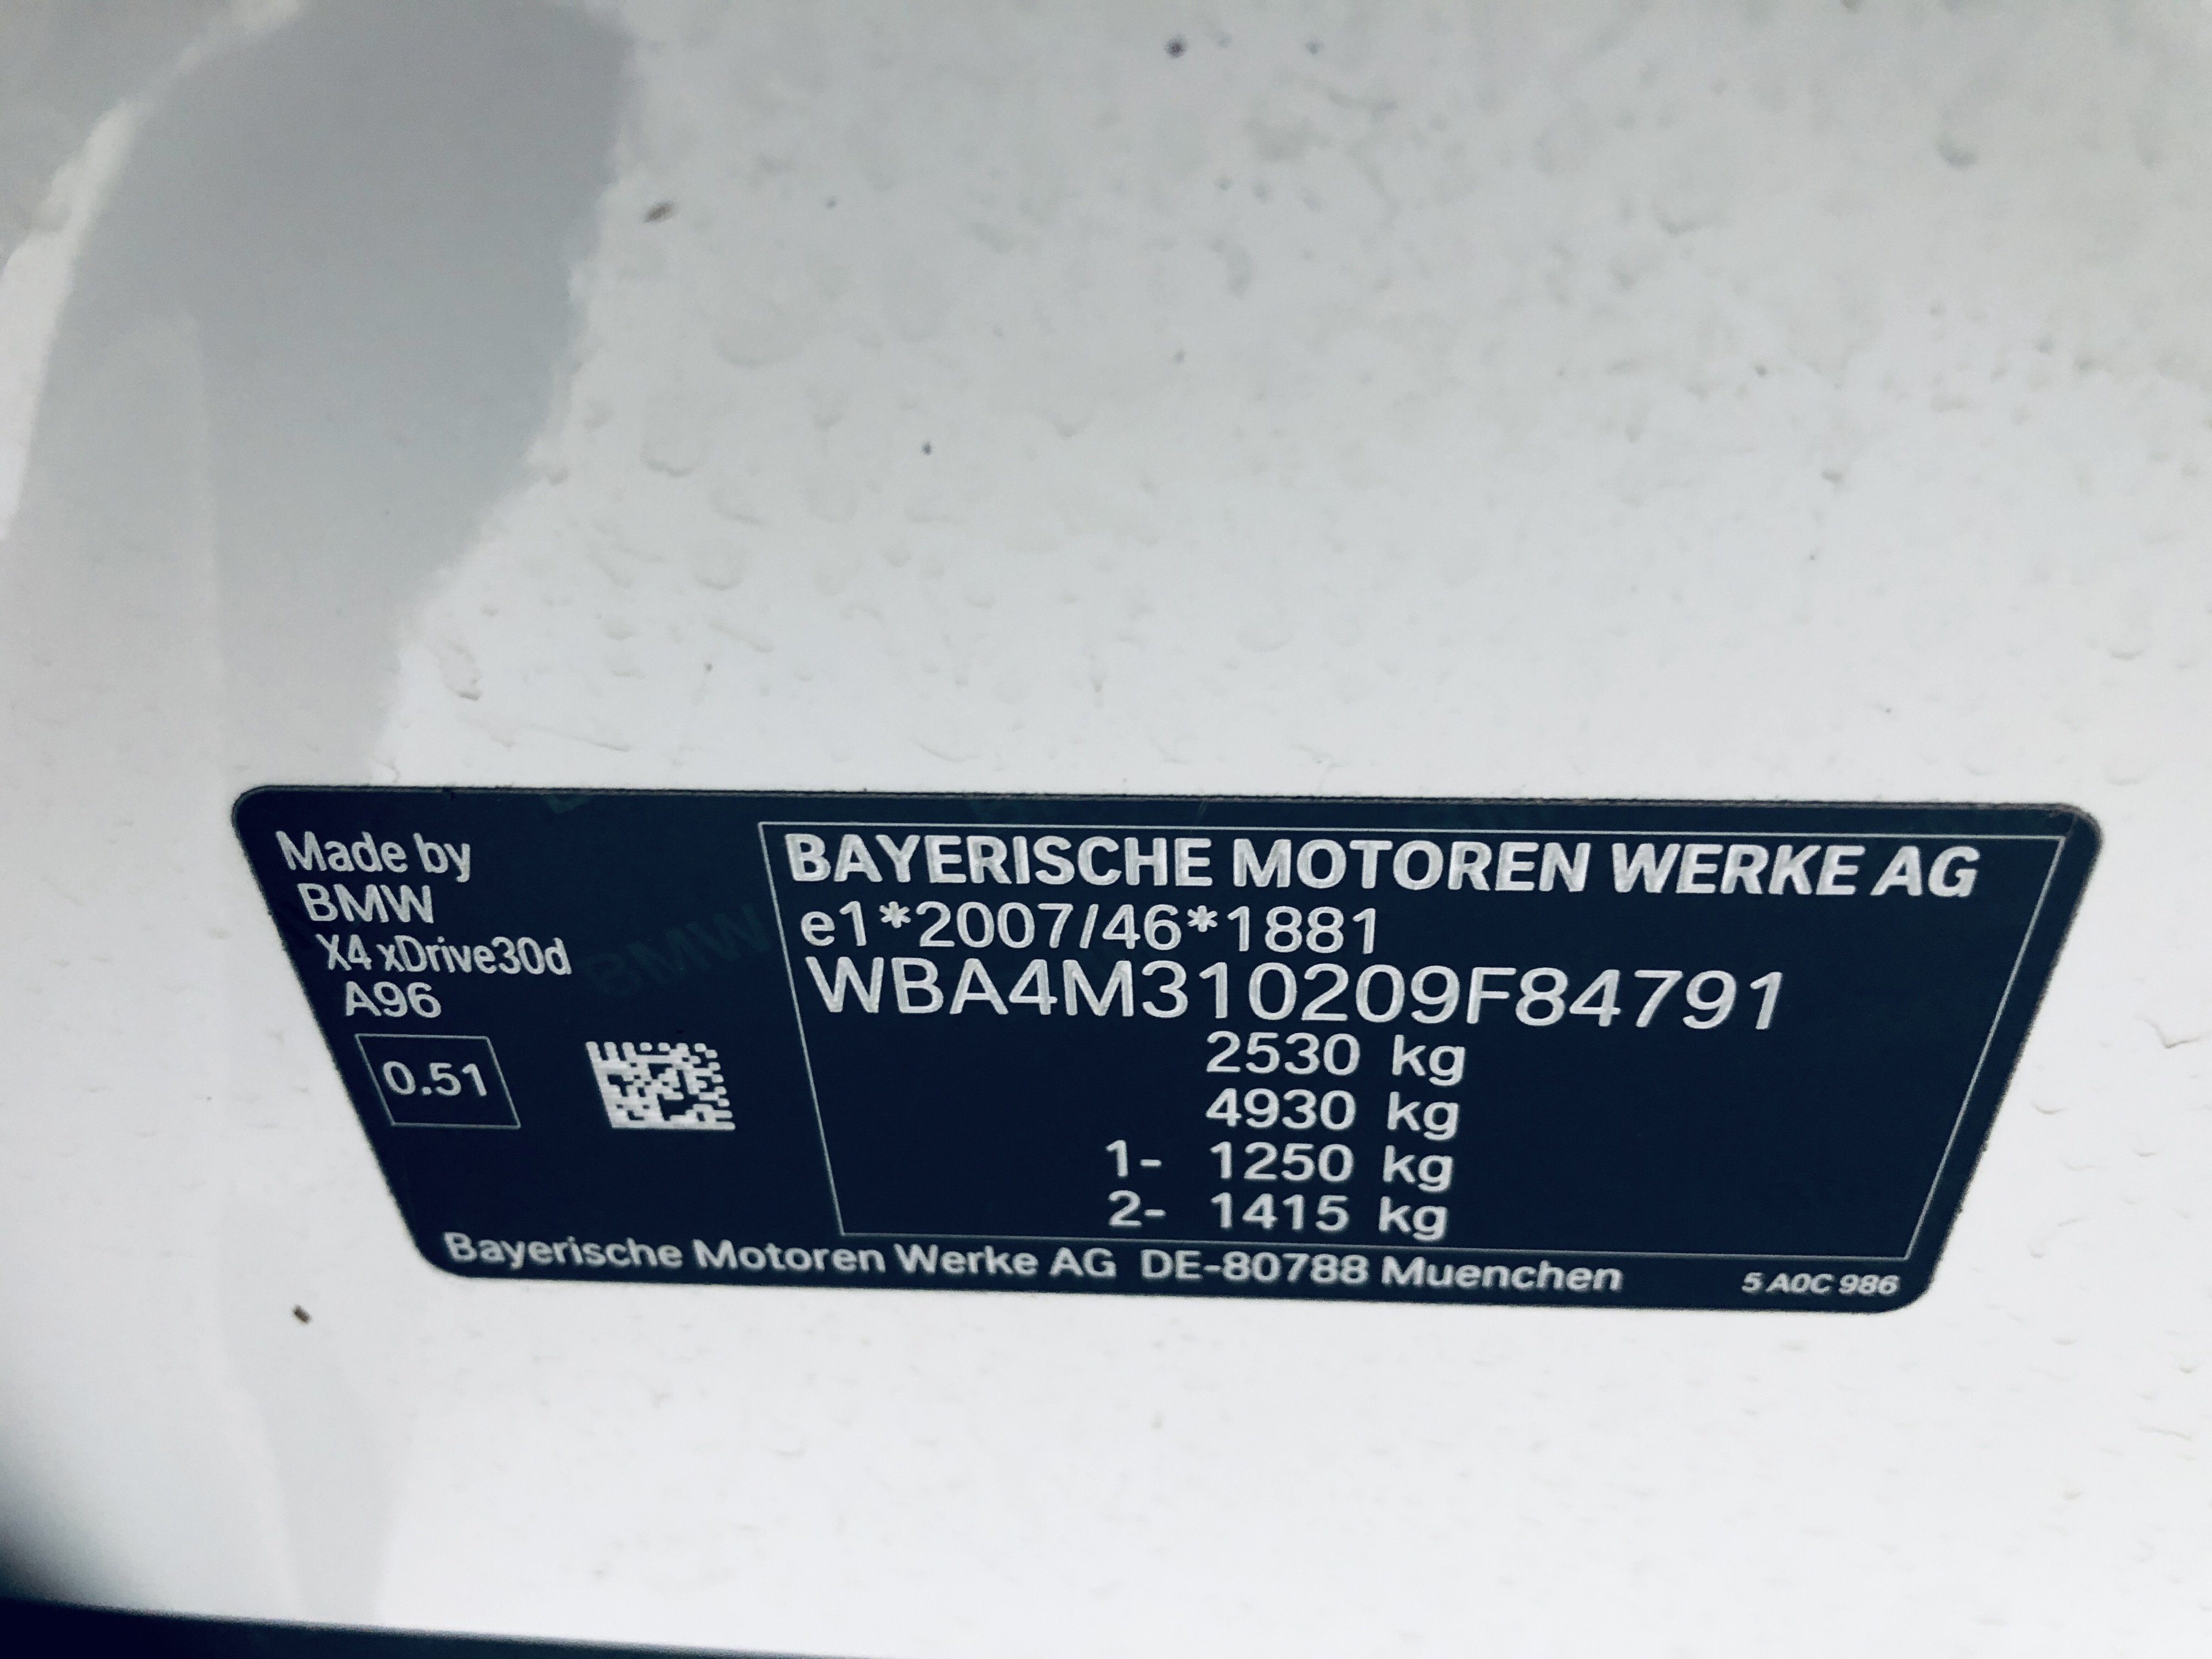 Made by
BMW
X4 xDrive30d
A96
0.51
BAYERISCHE MOTOREN WERKE AG
e1*2007/46*1881
WBA4M310209F84791
2530 kg
4930 kg
1- 1250 kg
2- 1415 kg
Bayerische Motoren Werke AG DE-80788 Muenchen
5 A0C 986
BMW